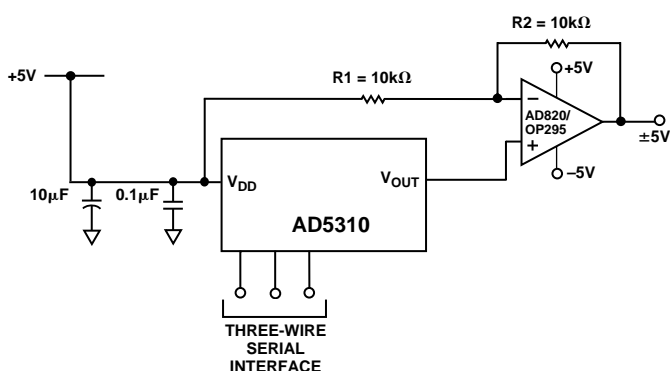 R2 = 10kΩ
+5V
R1 = 10kΩ
+5V
−
AD820/
OP295
+
±5V
–5V
10µF
0.1µF
VDD
VOUT
AD5310
THREE-WIRE
SERIAL
INTERFACE